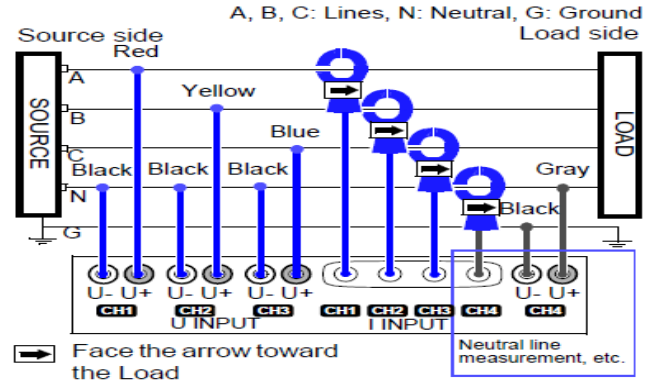 A, B, C: Lines, N: Neutral, G: Ground
Source side
Load side
Red
A
Yellow
B
Blue
C
SOURCE
LOAD
Black Black Black
Gray
N
Black
G
U- U+ U- U+ U- U+ U- U+
CH1 CH2 CH3 CH1 CH2 CH3 CH4 CH4
U INPUT I INPUT
Neutral line
measurement, etc.
Face the arrow toward
the Load